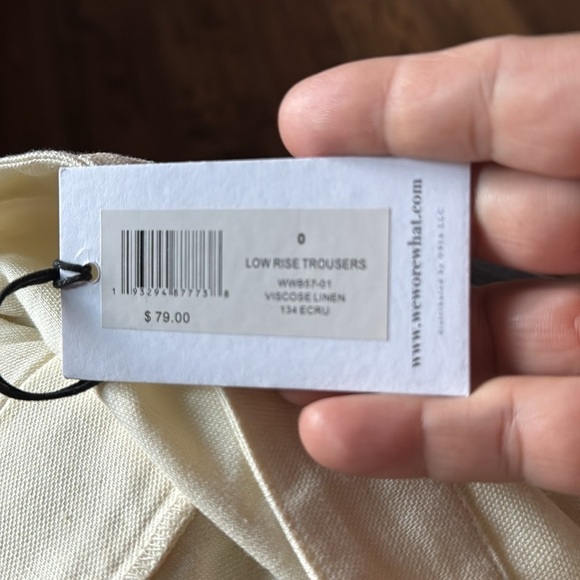 0
LOW RISE TROUSERS
WWB57-01
VISCOSE LINEN
134 ECRU
1 93294 87773 8
$ 79.00
www.weworewhat.com